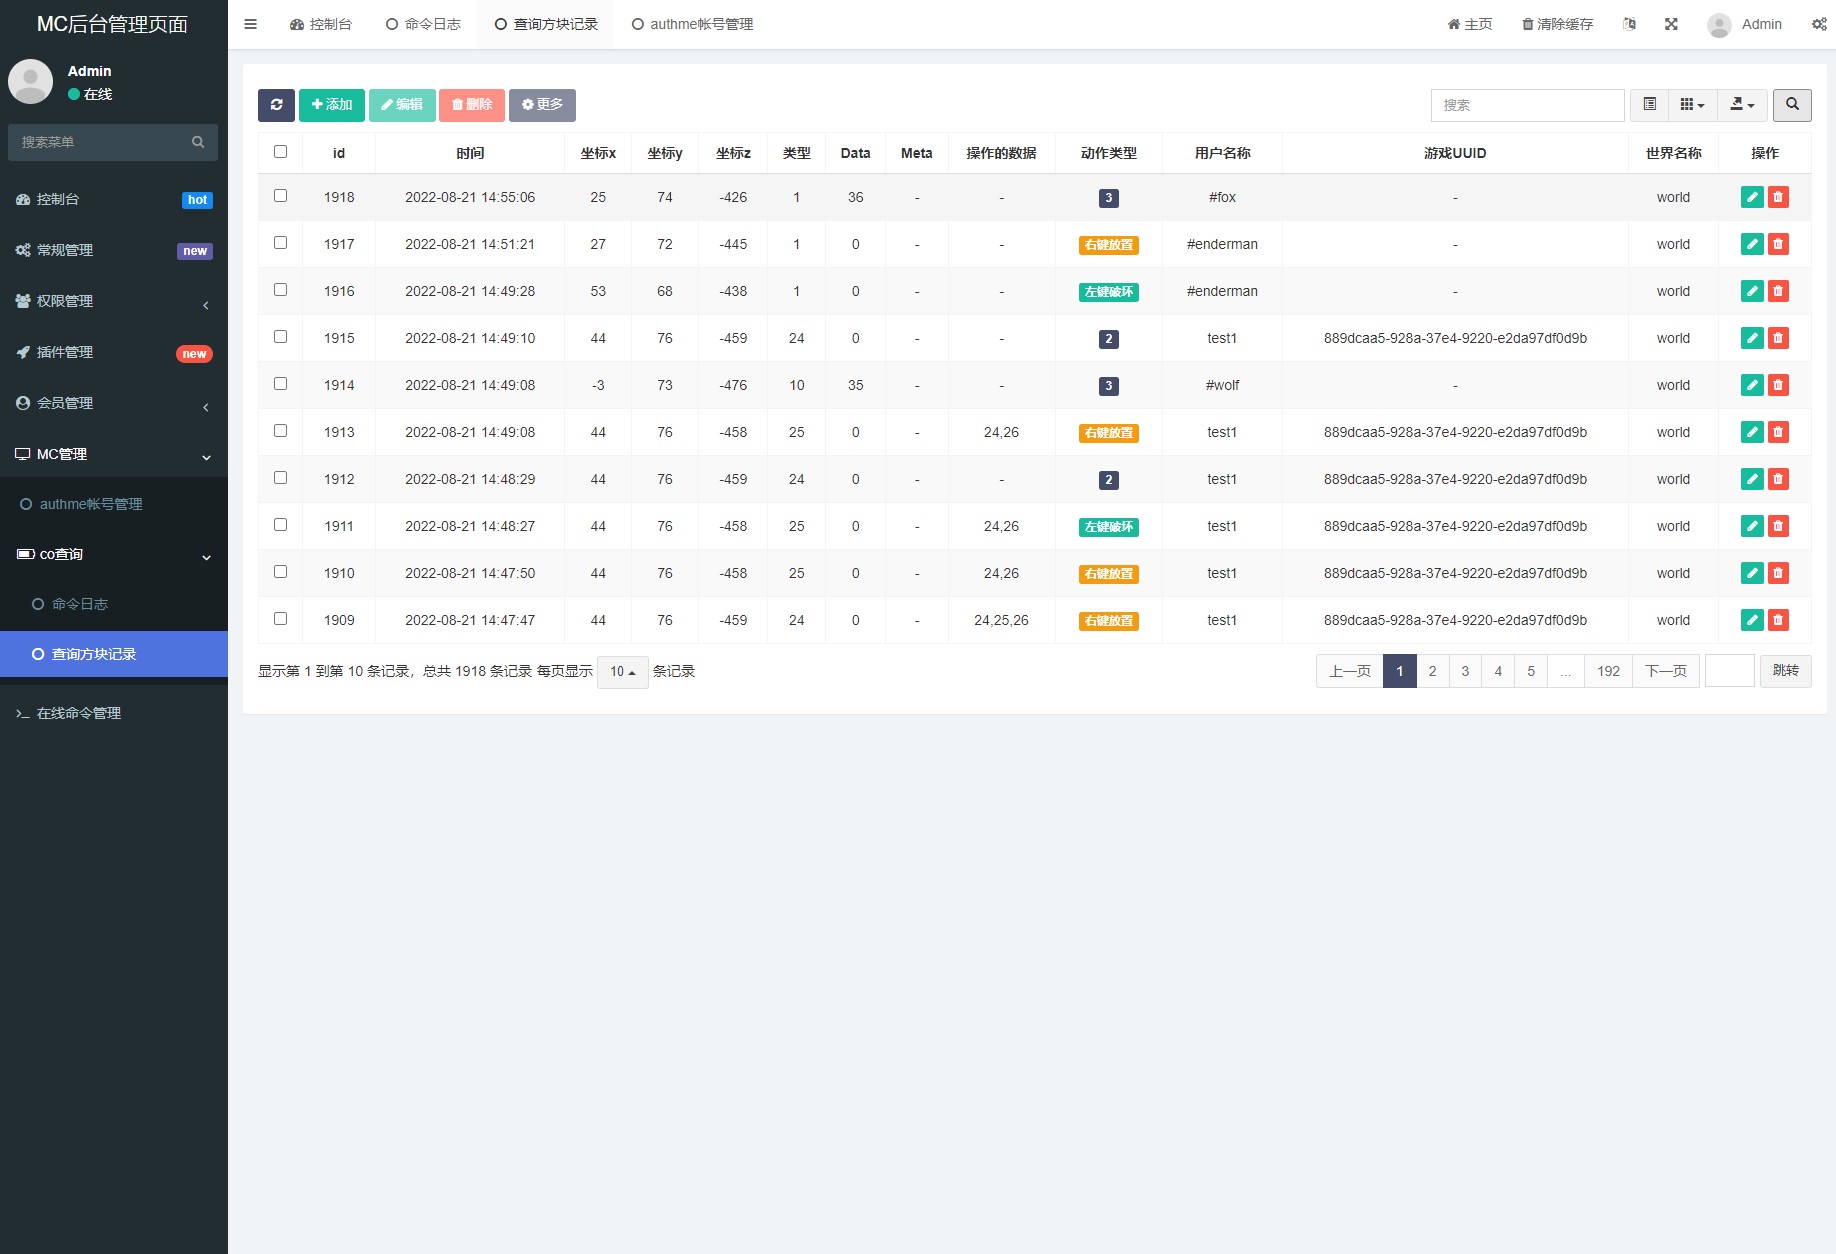 MC后台管理页面
Admin
在线
搜索菜单
控制台 hot
常规管理 new
权限管理
插件管理 new
会员管理
MC管理
authme帐号管理
co查询
命令日志
查询方块记录
在线命令管理
控制台 命令日志 查询方块记录 authme帐号管理 主页 清除缓存 Admin
添加 编辑 删除 更多 搜索
id 时间 坐标x 坐标y 坐标z 类型 Data Meta 操作的数据 动作类型 用户名称 游戏UUID 世界名称 操作
1918 2022-08-21 14:55:06 25 74 -426 1 36 - - 3 #fox - world
1917 2022-08-21 14:51:21 27 72 -445 1 0 - - 右键放置 #enderman - world
1916 2022-08-21 14:49:28 53 68 -438 1 0 - - 左键破坏 #enderman - world
1915 2022-08-21 14:49:10 44 76 -459 24 0 - - 2 test1 889dcaa5-928a-37e4-9220-e2da97df0d9b world
1914 2022-08-21 14:49:08 -3 73 -476 10 35 - - 3 #wolf - world
1913 2022-08-21 14:49:08 44 76 -458 25 0 - 24,26 右键放置 test1 889dcaa5-928a-37e4-9220-e2da97df0d9b world
1912 2022-08-21 14:48:29 44 76 -459 24 0 - - 2 test1 889dcaa5-928a-37e4-9220-e2da97df0d9b world
1911 2022-08-21 14:48:27 44 76 -458 25 0 - 24,26 左键破坏 test1 889dcaa5-928a-37e4-9220-e2da97df0d9b world
1910 2022-08-21 14:47:50 44 76 -458 25 0 - 24,26 右键放置 test1 889dcaa5-928a-37e4-9220-e2da97df0d9b world
1909 2022-08-21 14:47:47 44 76 -459 24 0 - 24,25,26 右键放置 test1 889dcaa5-928a-37e4-9220-e2da97df0d9b world
显示第 1 到第 10 条记录，总共 1918 条记录 每页显示 10 条记录 上一页 1 2 3 4 5 ... 192 下一页 跳转